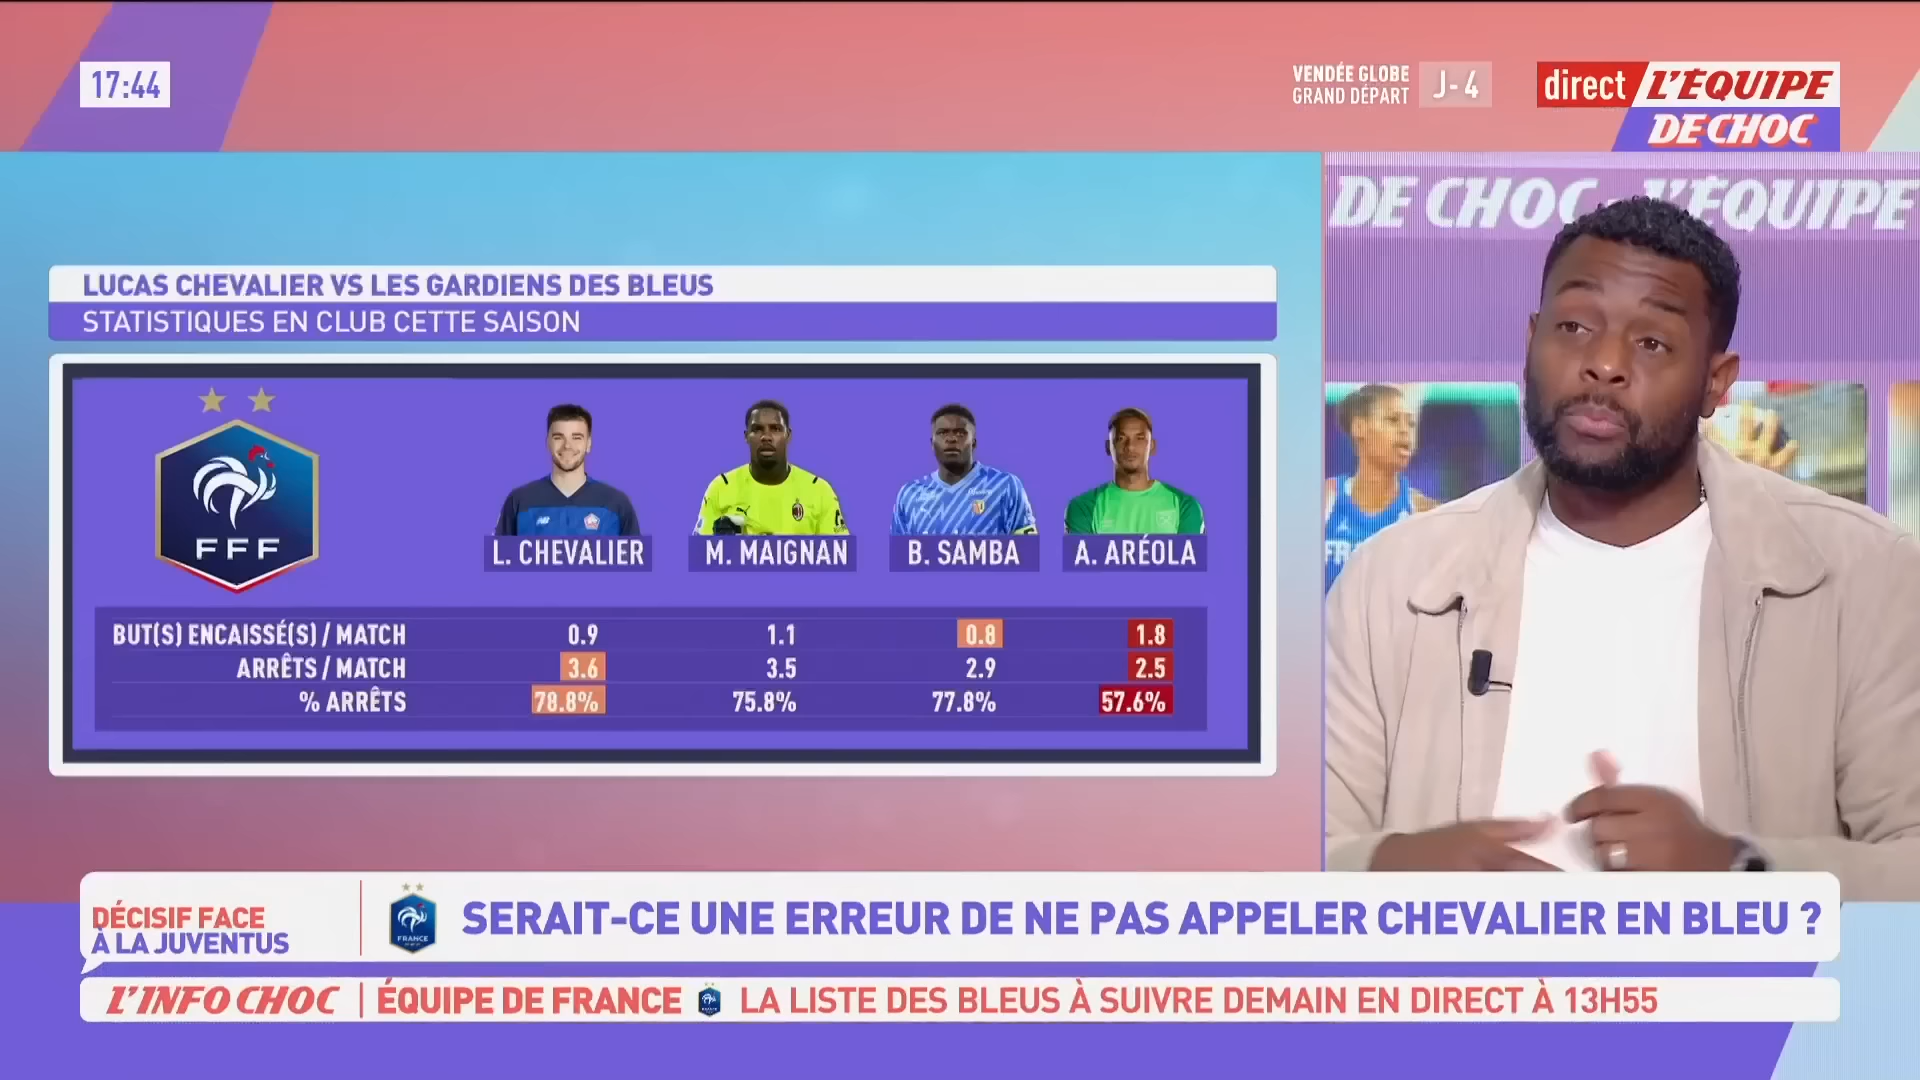 17:44
VENDÉE GLOBE
GRAND DÉPART
J-4
direct L'ÉQUIPE
DE CHOC
DE CHOC - L'ÉQUIPE
LUCAS CHEVALIER VS LES GARDIENS DES BLEUS
STATISTIQUES EN CLUB CETTE SAISON
FFF
L. CHEVALIER M. MAIGNAN B. SAMBA A. ARÉOLA
BUT(S) ENCAISSÉ(S) / MATCH 0.9 1.1 0.8 1.8
ARRÊTS / MATCH 3.6 3.5 2.9 2.5
% ARRÊTS 78.8% 75.8% 77.8% 57.6%
FR
DÉCISIF FACE
À LA JUVENTUS
FRANCE
SERAIT-CE UNE ERREUR DE NE PAS APPELER CHEVALIER EN BLEU ?
L'INFO CHOC | ÉQUIPE DE FRANCE LA LISTE DES BLEUS À SUIVRE DEMAIN EN DIRECT À 13H55